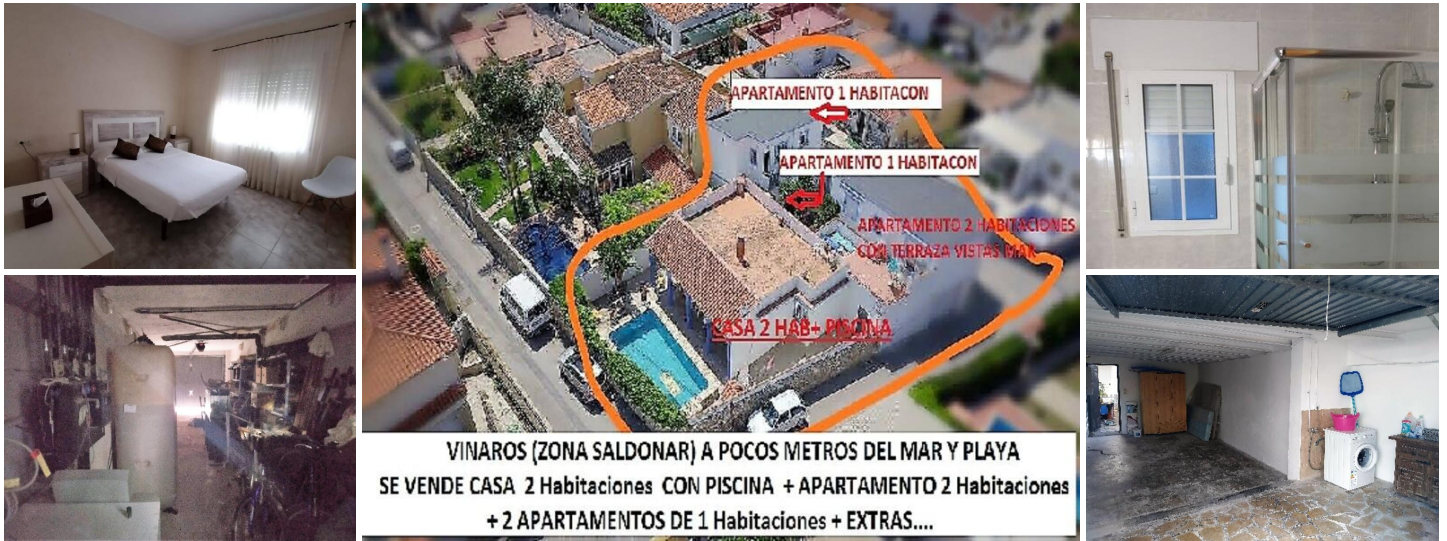 APARTAMENTO 1 HABITACON
APARTAMENTO 1 HABITACON
APARTAMENTO 2 HABITACIONES
CON TERRAZA VISTAS MAR
CASA 2 HAB+ PISCINA
VINAROS (ZONA SALDONAR) A POCOS METROS DEL MAR Y PLAYA
SE VENDE CASA 2 Habitaciones CON PISCINA + APARTAMENTO 2 Habitaciones
+ 2 APARTAMENTOS DE 1 Habitaciones + EXTRAS....